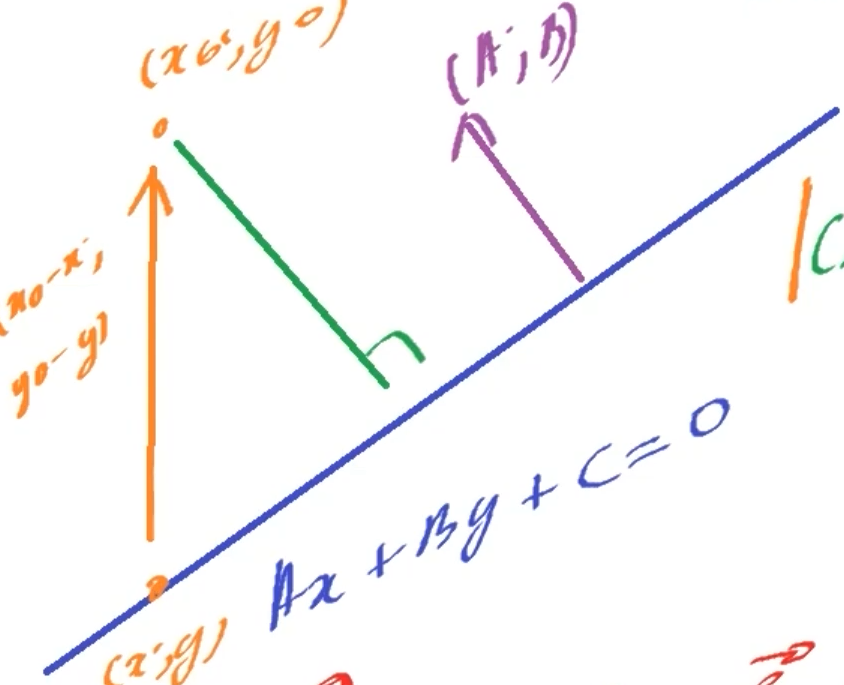 (x0; y0)
(A; B)
(x0-x;
y0-y)
|C
Ax + By + C = 0
(x; y)